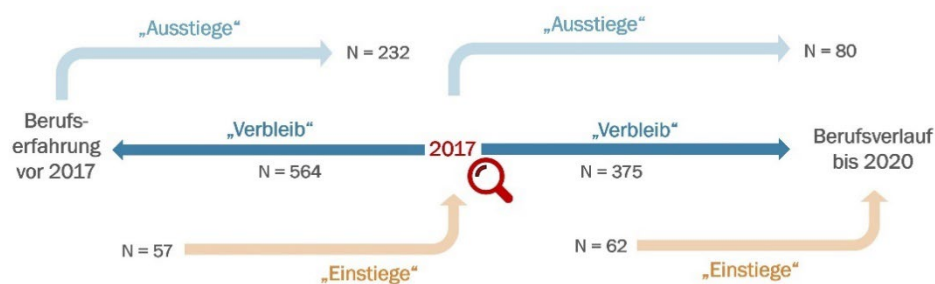 „Ausstiege“
N = 232
„Ausstiege“
N = 80
Berufs-
erfahrung
vor 2017
„Verbleib“
N = 564
2017
„Verbleib“
N = 375
Berufsverlauf
bis 2020
N = 57
„Einstiege“
N = 62
„Einstiege“